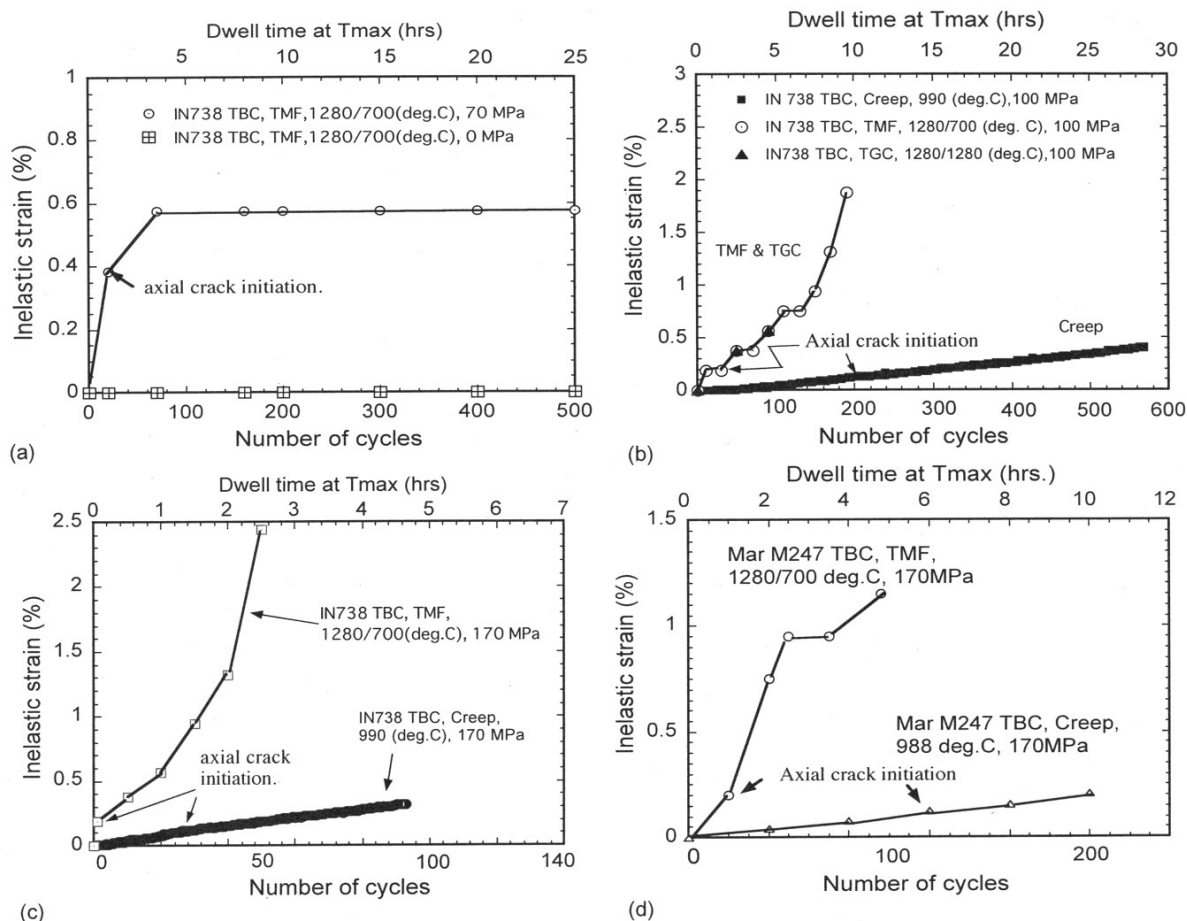 (a)
Dwell time at Tmax (hrs)
5 10 15 20 25
1
0.8
0.6
0.4
0.2
0
Inelastic strain (%)
IN738 TBC, TMF,1280/700(deg.C), 70 MPa
IN738 TBC, TMF,1280/700(deg.C), 0 MPa
axial crack initiation.
0 100 200 300 400 500
Number of cycles
(b)
Dwell time at Tmax (hrs)
0 5 10 15 20 25 30
3
2.5
2
1.5
1
0.5
0
Inelastic strain (%)
IN 738 TBC, Creep, 990 (deg.C),100 MPa
IN 738 TBC, TMF, 1280/700 (deg. C), 100 MPa
IN738 TBC, TGC, 1280/1280 (deg.C),100 MPa
TMF & TGC
Creep
Axial crack initiation
100 200 300 400 500 600
Number of cycles
(c)
Dwell time at Tmax (hrs)
0 1 2 3 4 5 6 7
2.5
2
1.5
1
0.5
0
Inelastic strain (%)
IN738 TBC, TMF,
1280/700(deg.C), 170 MPa
IN738 TBC, Creep,
990 (deg.C), 170 MPa
axial crack
initiation.
0 50 100 140
Number of cycles
(d)
Dwell time at Tmax (hrs.)
0 2 4 6 8 10 12
1.5
1
0.5
0
Inelastic strain (%)
Mar M247 TBC, TMF,
1280/700 deg.C, 170MPa
Mar M247 TBC, Creep,
988 deg.C, 170MPa
Axial crack initiation
0 100 200
Number of cycles